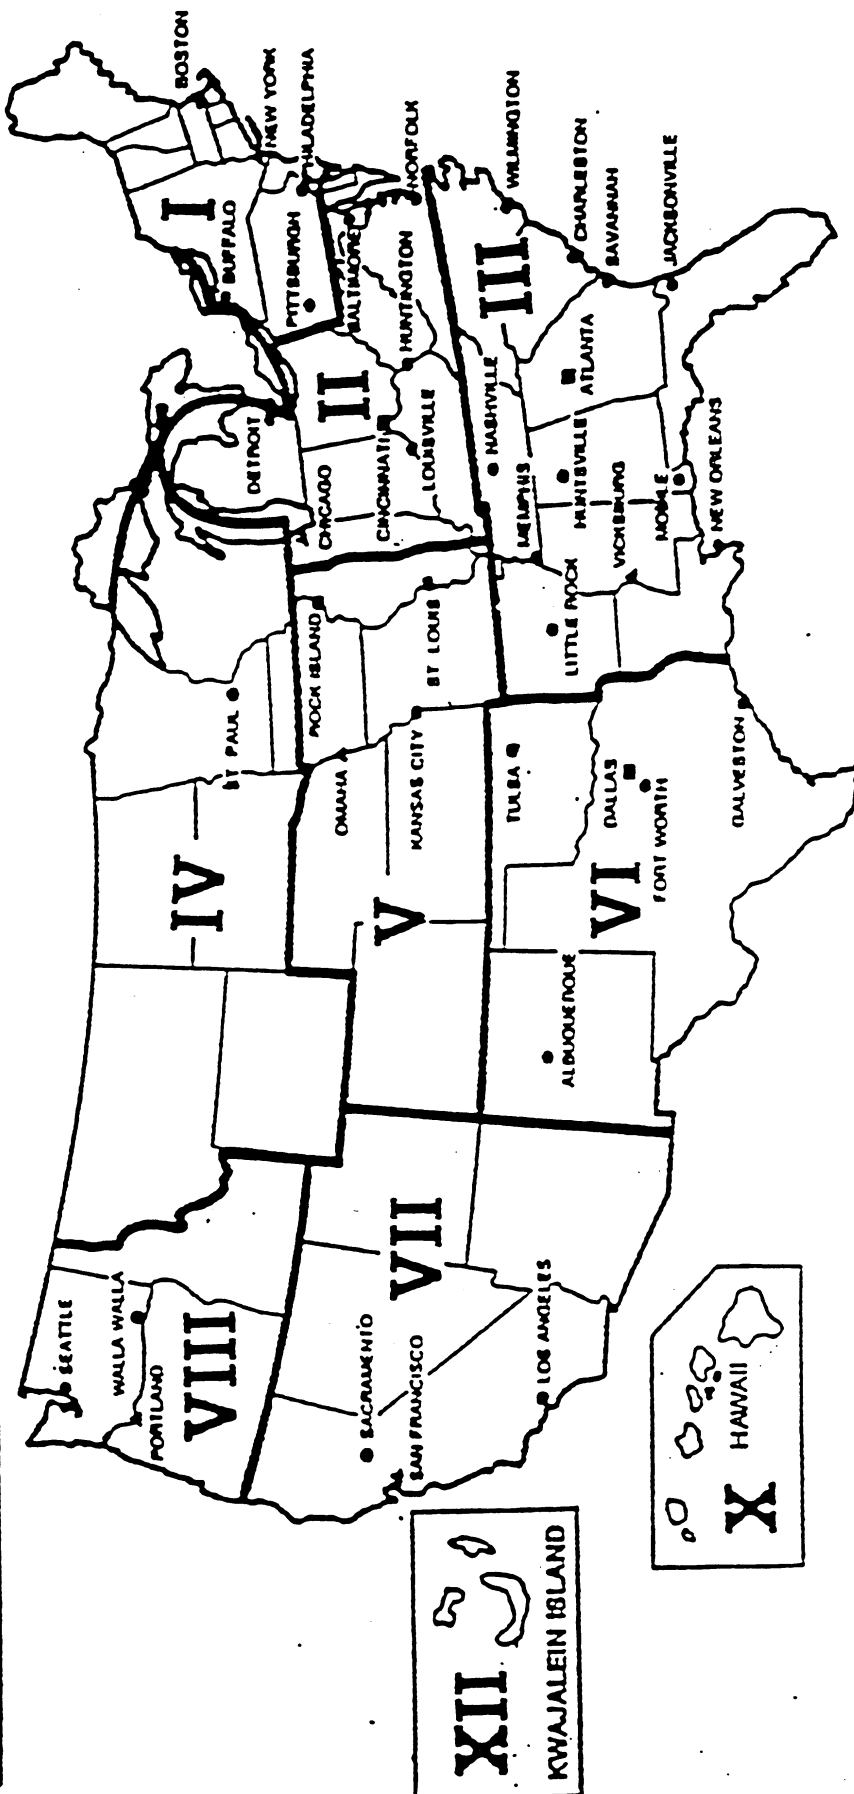 SEATTLE
WALLA WALLA
PORTLAND
VIII
IV
ST PAUL
DETROIT
BUFFALO
I
BOSTON
NEW YORK
PHILADELPHIA
PITTSBURGH
BALTIMORE
NORFOLK
HUNTINGTON
II
CHICAGO
CINCINNATI
LOUISVILLE
ROCK ISLAND
OMAHA
KANSAS CITY
ST LOUIS
V
SACRAMENTO
SAN FRANCISCO
VII
LOS ANGELES
ALBUQUERQUE
VI
TULSA
DALLAS
FORT WORTH
GALVESTON
LITTLE ROCK
MEMPHIS
NASHVILLE
HUNTSVILLE
VICKSBURG
MOBILE
NEW ORLEANS
III
ATLANTA
WILMINGTON
CHARLESTON
SAVANNAH
JACKSONVILLE
XII
KWAJALEIN ISLAND
X
HAWAII